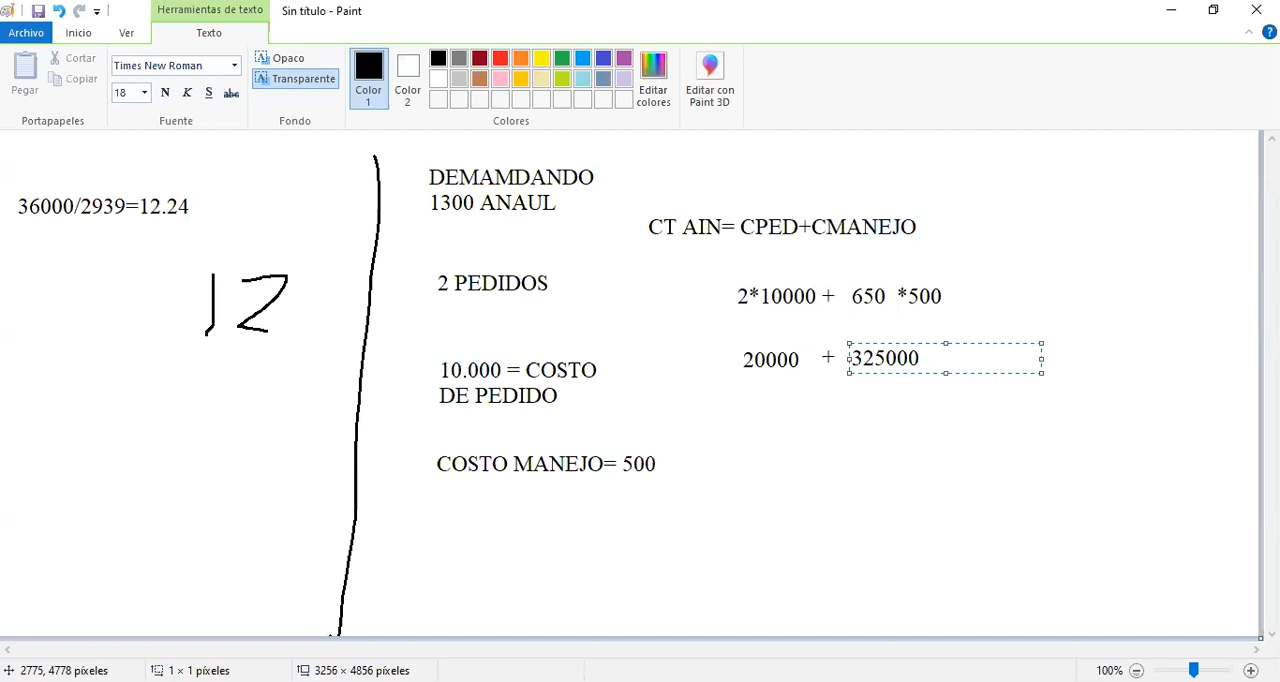 Herramientas de texto
Sin título - Paint
Archivo
Inicio
Ver
Texto
?
Pegar
Cortar
Copiar
Portapapeles
Times New Roman
18
N K S abc
Fuente
Opaco
Transparente
Fondo
Color
1
Color
2
Editar
colores
Editar con
Paint 3D
Colores
36000/2939=12.24
12
DEMAMDANDO
1300 ANAUL
CT AIN= CPED+CMANEJO
2 PEDIDOS
2*10000 + 650 *500
20000 + 325000
10.000 = COSTO
DE PEDIDO
COSTO MANEJO= 500
2775, 4778 píxeles
1 × 1 píxeles
3256 × 4856 píxeles
100%